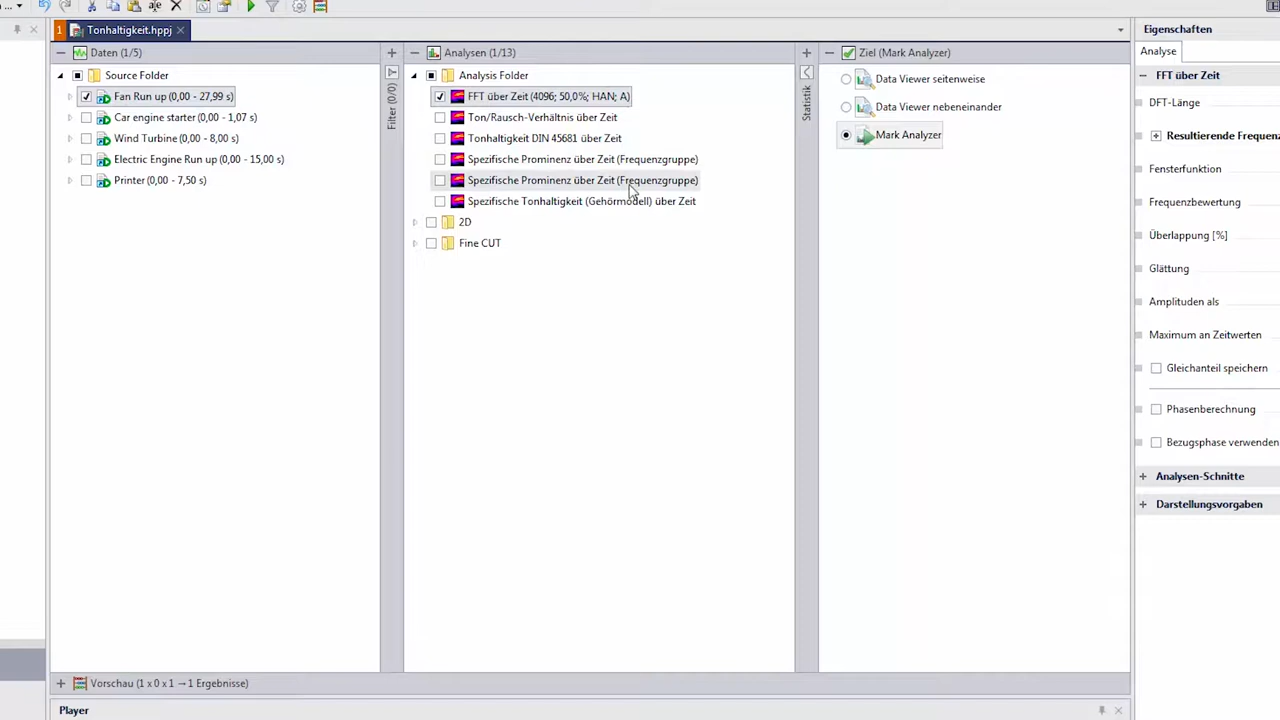 1 Tonhaltigkeit.hppj
Daten (1/5)
Source Folder
Fan Run up (0,00 - 27,99 s)
Car engine starter (0,00 - 1,07 s)
Wind Turbine (0,00 - 8,00 s)
Electric Engine Run up (0,00 - 15,00 s)
Printer (0,00 - 7,50 s)
Filter (0/0)
Analysen (1/13)
Analysis Folder
FFT über Zeit (4096; 50,0%; HAN; A)
Ton/Rausch-Verhältnis über Zeit
Tonhaltigkeit DIN 45681 über Zeit
Spezifische Prominenz über Zeit (Frequenzgruppe)
Spezifische Prominenz über Zeit (Frequenzgruppe)
Spezifische Tonhaltigkeit (Gehörmodell) über Zeit
2D
Fine CUT
Statistik
Ziel (Mark Analyzer)
Data Viewer seitenweise
Data Viewer nebeneinander
Mark Analyzer
Eigenschaften
Analyse
FFT über Zeit
DFT-Länge
Resultierende Frequenz
Fensterfunktion
Frequenzbewertung
Überlappung [%]
Glättung
Amplituden als
Maximum an Zeitwerten
Gleichanteil speichern
Phasenberechnung
Bezugsphase verwenden
Analysen-Schnitte
Darstellungsvorgaben
Vorschau (1 x 0 x 1 → 1 Ergebnisse)
Player